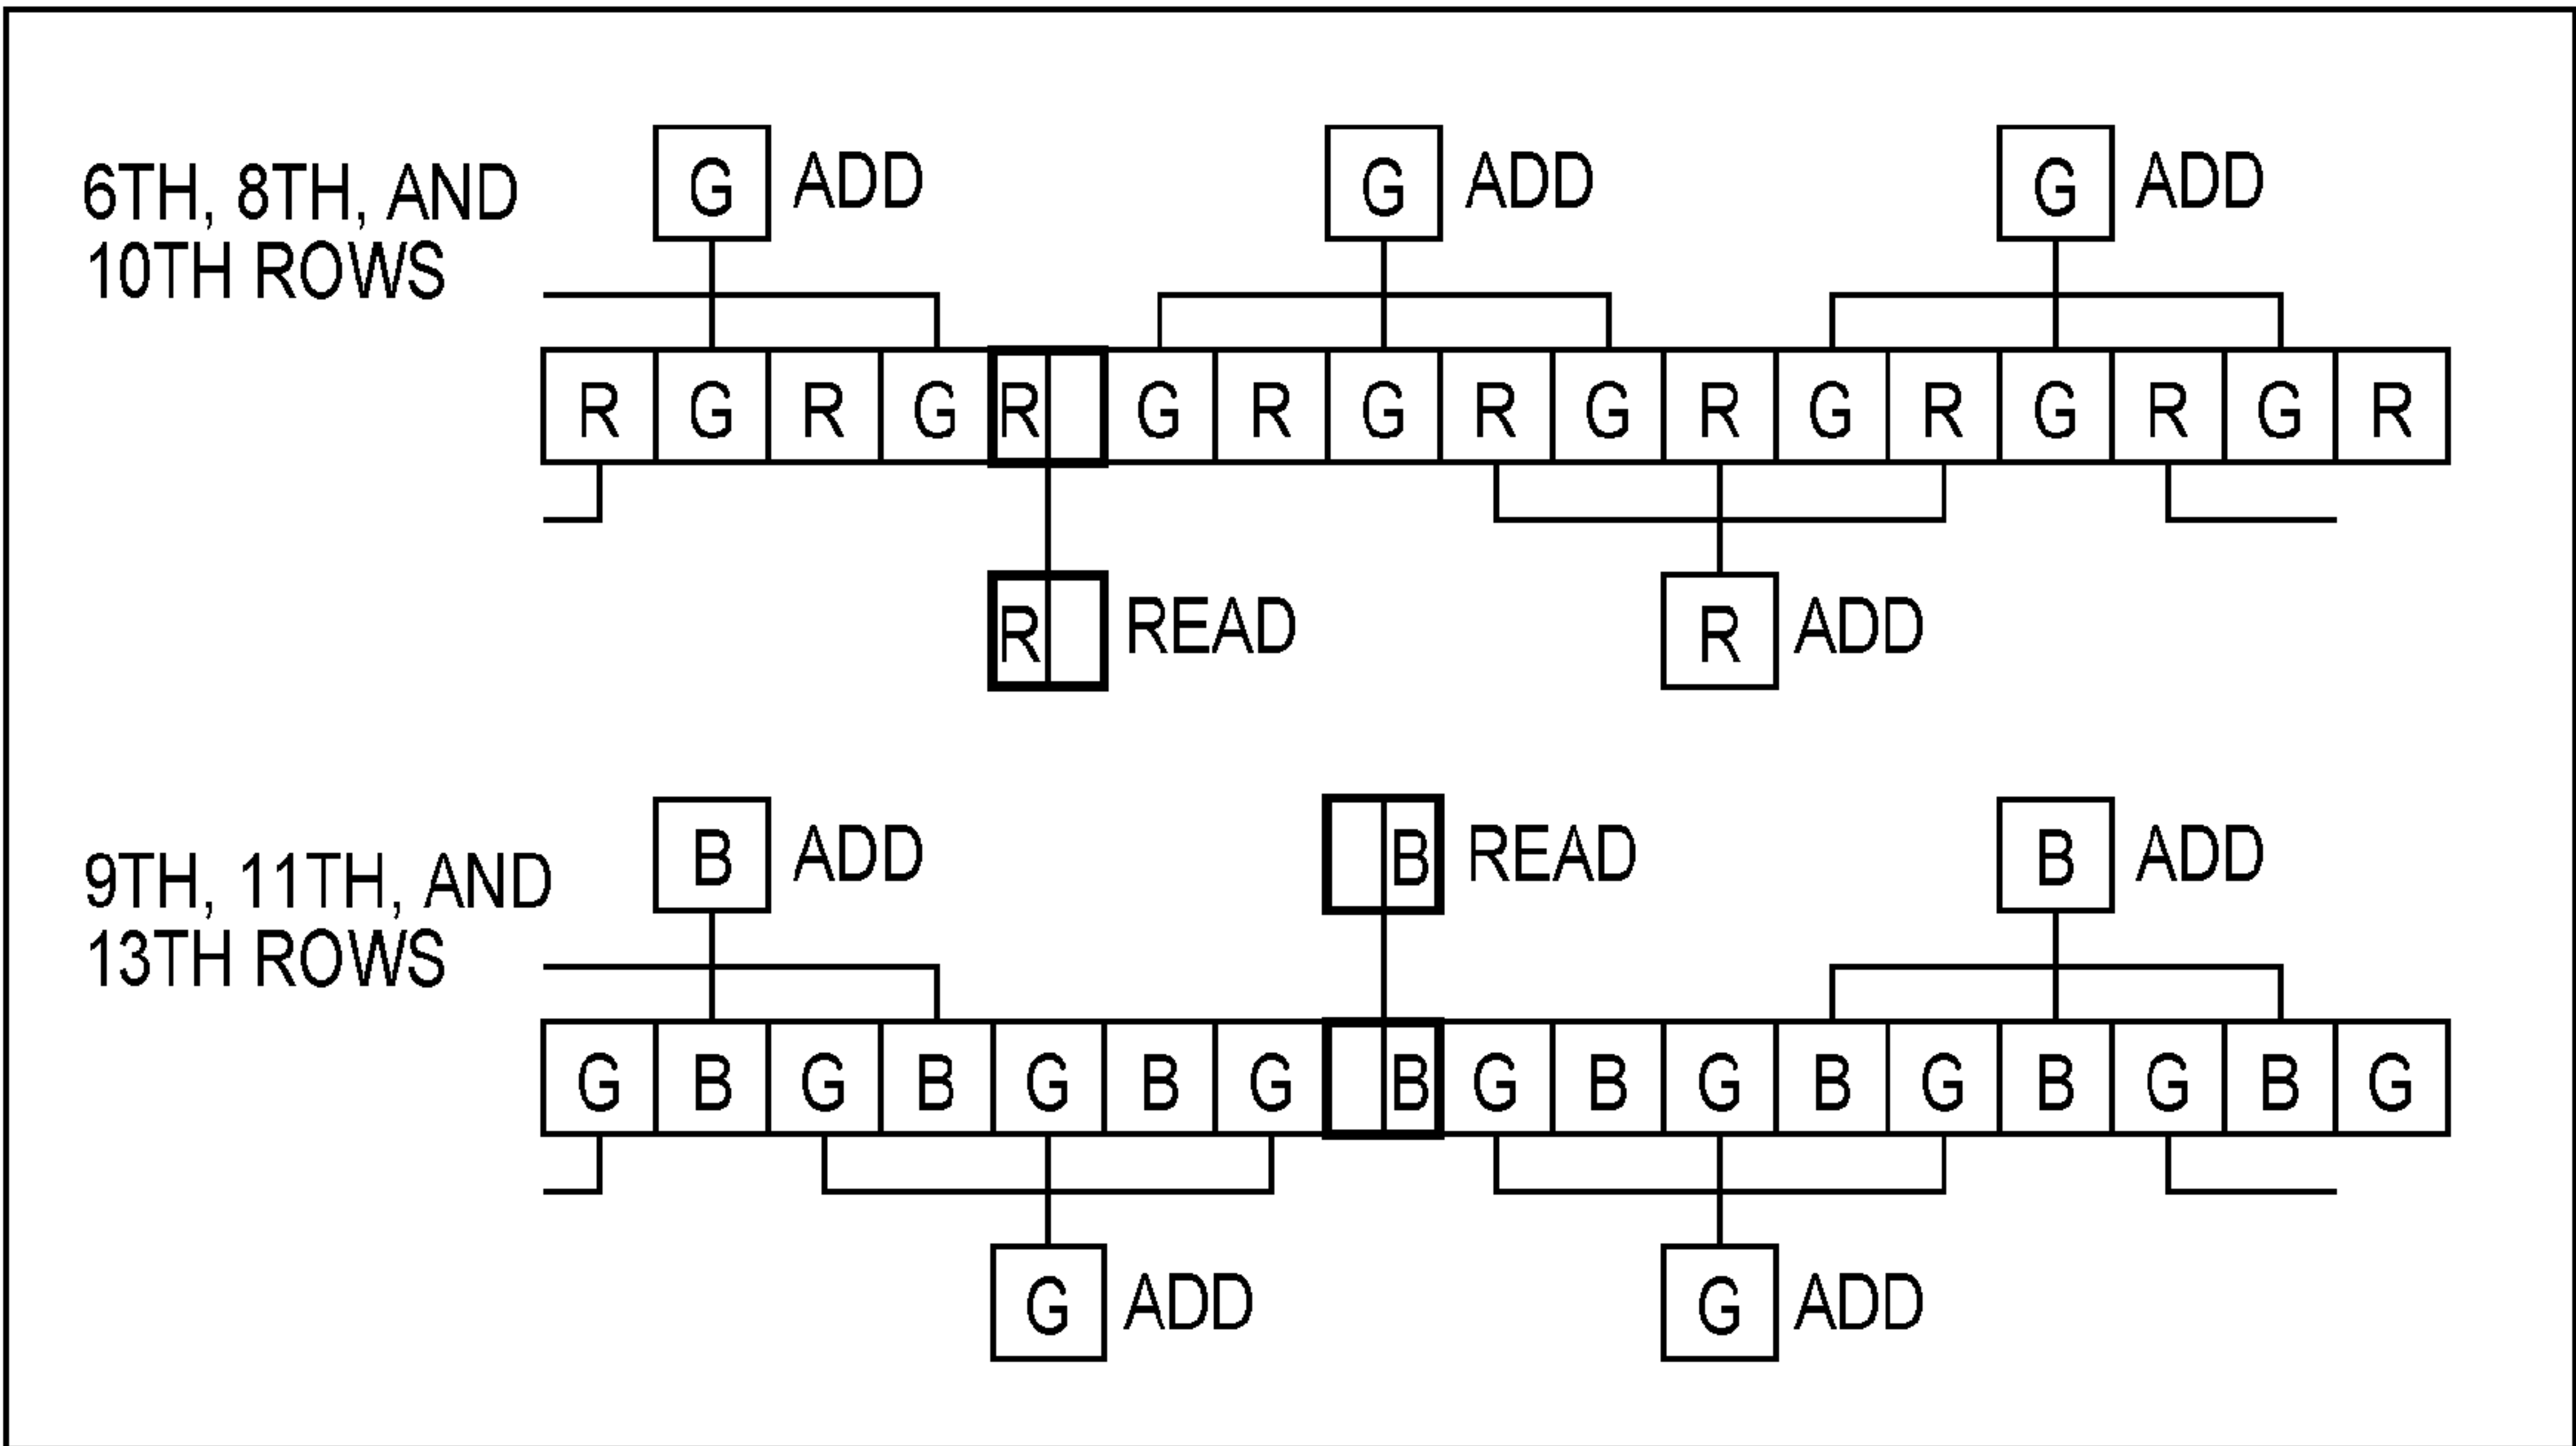 G ADD G ADD G ADD
6TH, 8TH, AND
10TH ROWS
R G R G R G R G R G R G R G R G R
R READ R ADD
B ADD B READ B ADD
9TH, 11TH, AND
13TH ROWS
G B G B G B G B G B G B G B G B G
G ADD G ADD